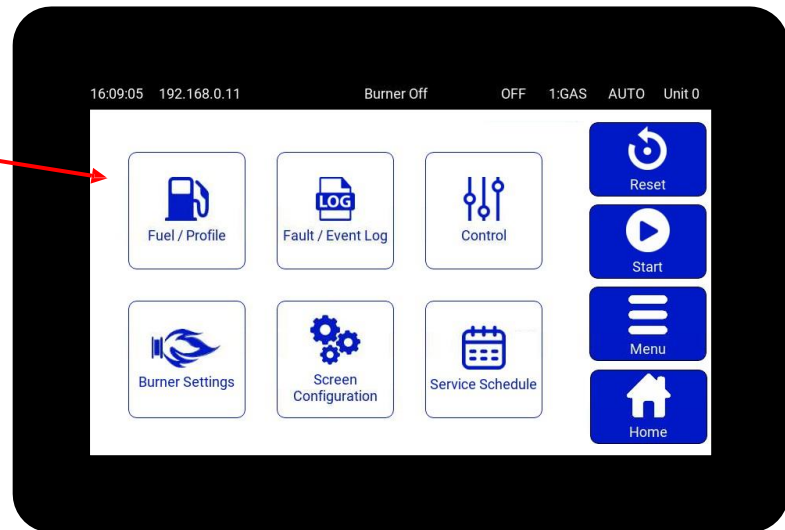 16:09:05 192.168.0.11 Burner Off OFF 1:GAS AUTO Unit 0
Fuel / Profile
LOG
Fault / Event Log
Control
Reset
Start
Burner Settings
Screen
Configuration
Service Schedule
Menu
Home